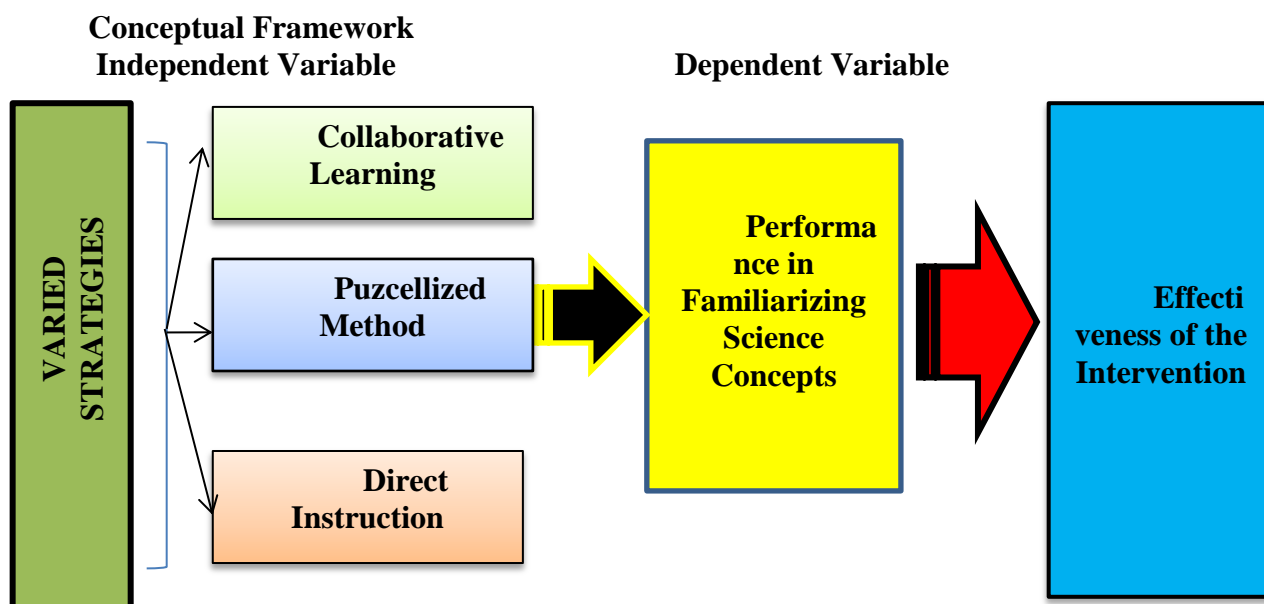 Conceptual Framework
Independent Variable
Dependent Variable
VARIED
STRATEGIES
Collaborative
Learning
Puzcellized
Method
Direct
Instruction
Performa
nce in
Familiarizing
Science
Concepts
Effecti
veness of the
Intervention